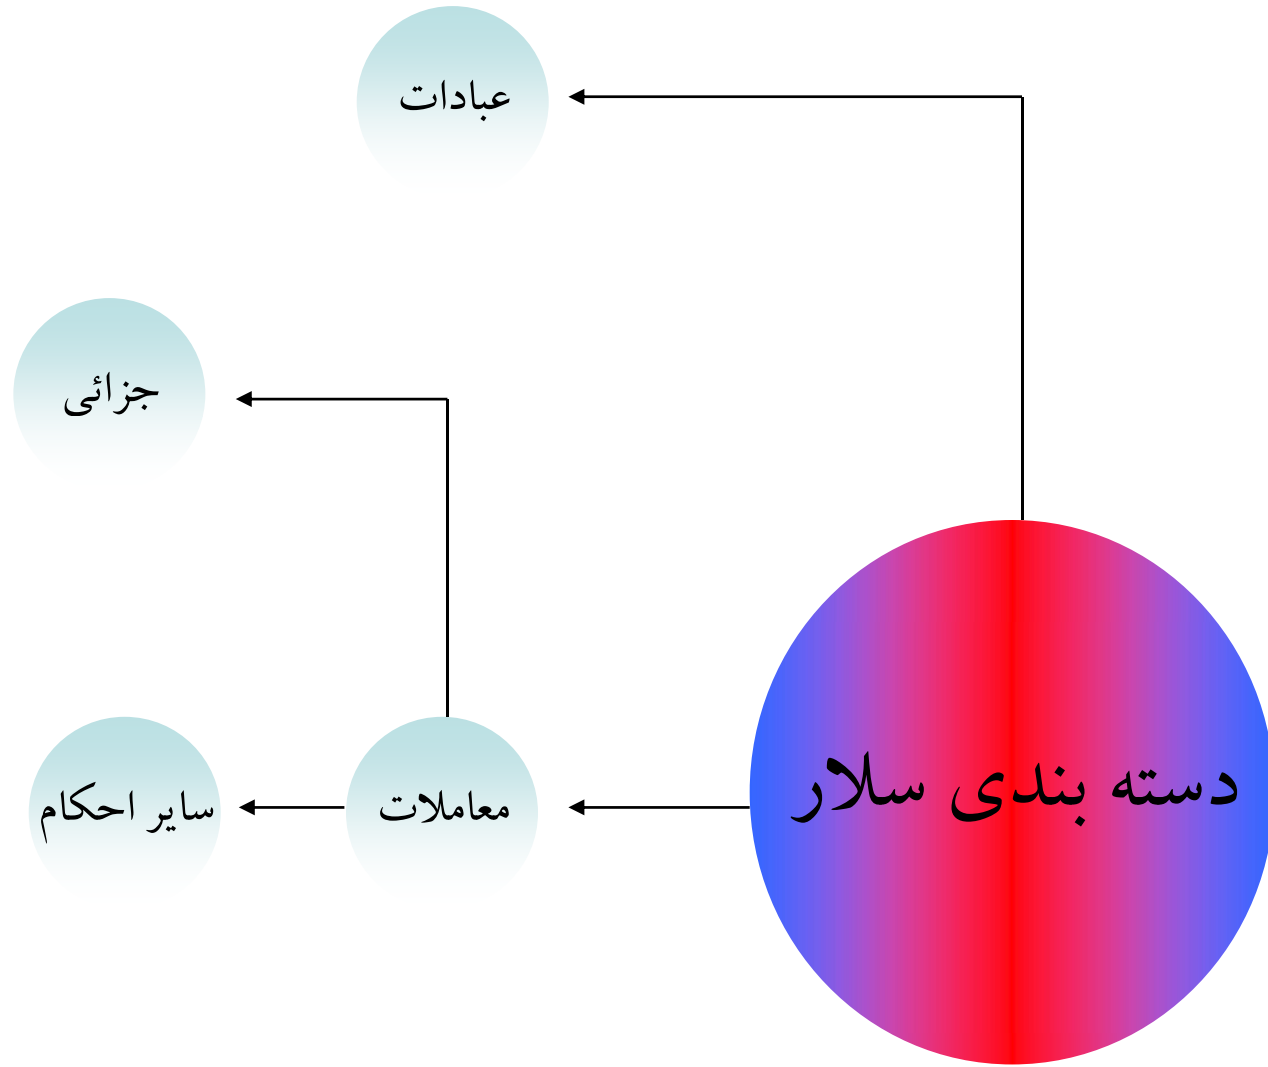 عبادات
جزائی
دسته بندی سلار
معاملات
سایر احکام